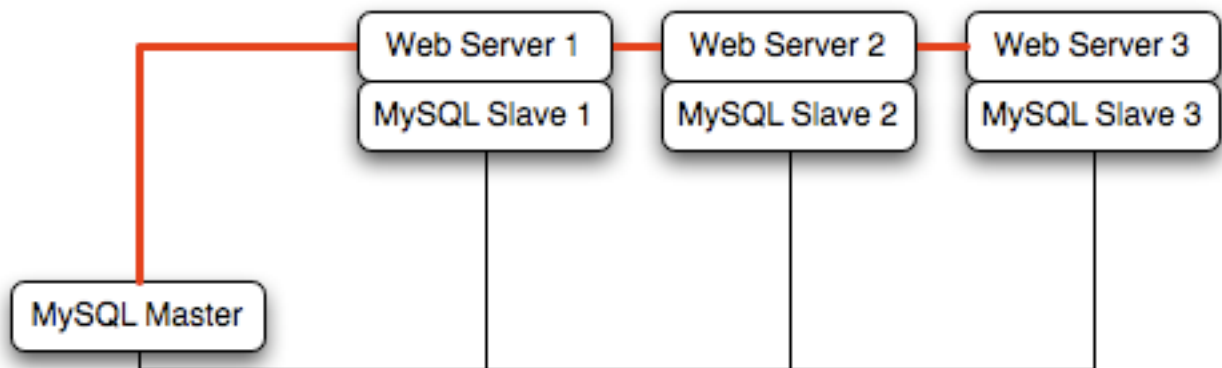 Web Server 1
Web Server 2
Web Server 3
MySQL Slave 1
MySQL Slave 2
MySQL Slave 3
MySQL Master